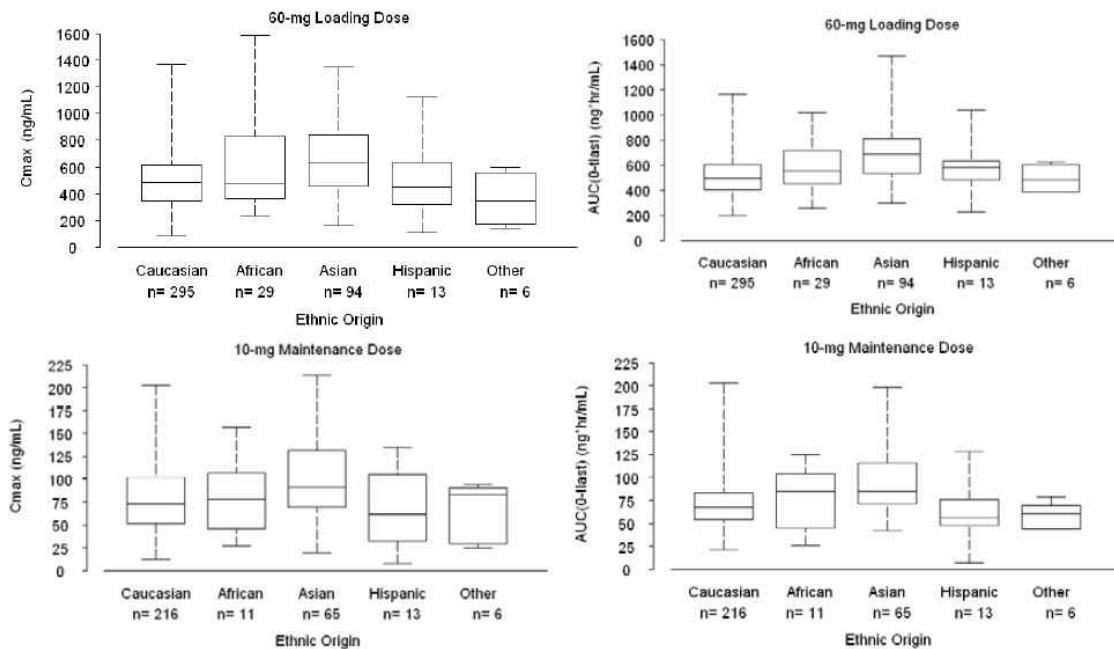 60-mg Loading Dose
Cmax (ng/mL)
1600
1400
1200
1000
800
600
400
200
0
Caucasian African Asian Hispanic Other
n= 295 n= 29 n= 94 n= 13 n= 6
Ethnic Origin
60-mg Loading Dose
AUC(0-tlast) (ng*hr/mL)
1600
1400
1200
1000
800
600
400
200
0
Caucasian African Asian Hispanic Other
n= 295 n= 29 n= 94 n= 13 n= 6
Ethnic Origin
10-mg Maintenance Dose
Cmax (ng/mL)
225
200
175
150
125
100
75
50
25
0
Caucasian African Asian Hispanic Other
n= 216 n= 11 n= 65 n= 13 n= 6
Ethnic Origin
10-mg Maintenance Dose
AUC(0-tlast) (ng*hr/mL)
225
200
175
150
125
100
75
50
25
0
Caucasian African Asian Hispanic Other
n= 216 n= 11 n= 65 n= 13 n= 6
Ethnic Origin